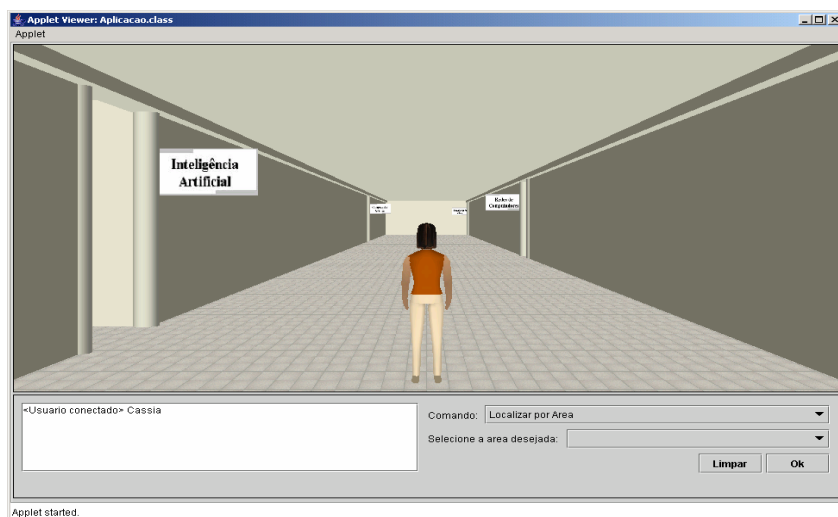 Applet Viewer: Aplicacao.class
Applet
Inteligência
Artificial
Redes de
Computadores
<Usuario conectado> Cassia
Comando: Localizar por Area
Selecione a area desejada:
Limpar Ok
Applet started.